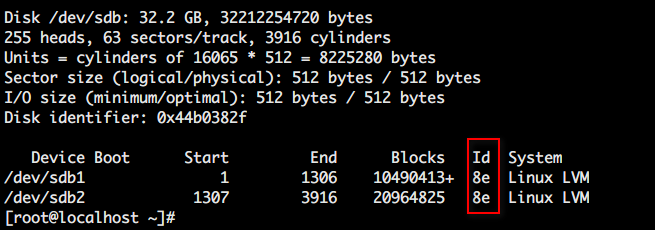 Disk /dev/sdb: 32.2 GB, 32212254720 bytes
255 heads, 63 sectors/track, 3916 cylinders
Units = cylinders of 16065 * 512 = 8225280 bytes
Sector size (logical/physical): 512 bytes / 512 bytes
I/O size (minimum/optimal): 512 bytes / 512 bytes
Disk identifier: 0x44b0382f
Device Boot Start End Blocks Id System
/dev/sdb1 1 1306 10490413+ 8e Linux LVM
/dev/sdb2 1307 3916 20964825 8e Linux LVM
[root@localhost ~]#